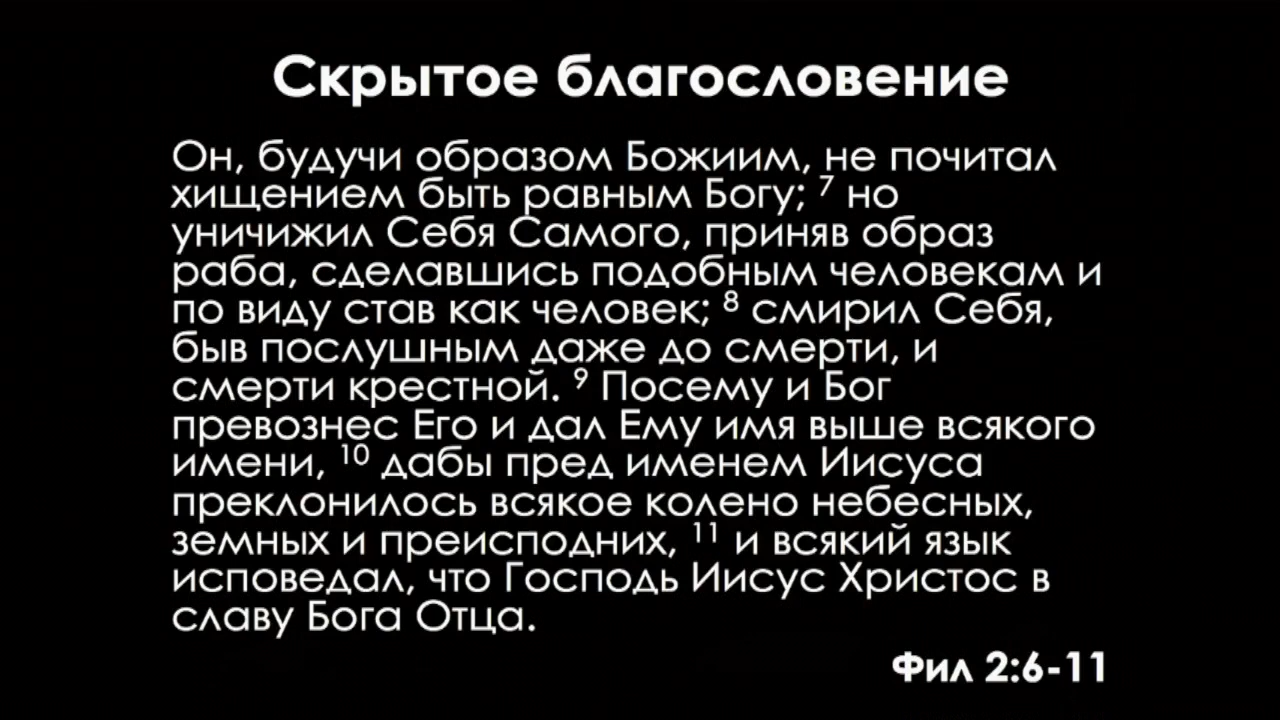 Скрытое благословение
Он, будучи образом Божиим, не почитал
хищением быть равным Богу; ⁷ но
уничижил Себя Самого, приняв образ
раба, сделавшись подобным человекам и
по виду став как человек; ⁸ смирил Себя,
быв послушным даже до смерти, и
смерти крестной. ⁹ Посему и Бог
превознес Его и дал Ему имя выше всякого
имени, ¹⁰ дабы пред именем Иисуса
преклонилось всякое колено небесных,
земных и преисподних, ¹¹ и всякий язык
исповедал, что Господь Иисус Христос в
славу Бога Отца.
Фил 2:6-11